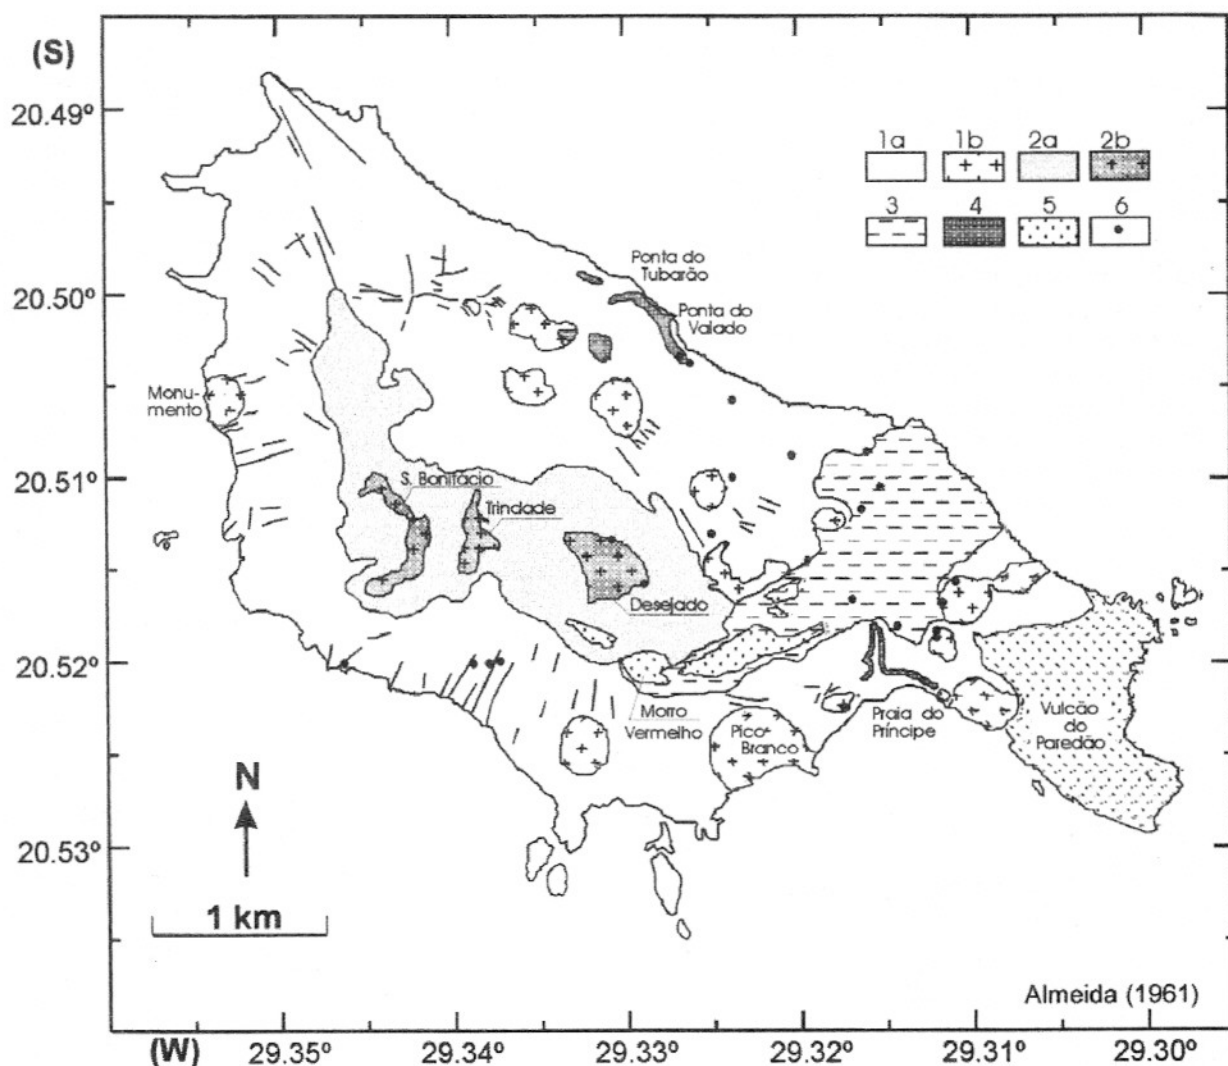 (S)
20.49º
20.50º
20.51º
20.52º
20.53º
1a 1b 2a 2b
3 4 5 6
Ponta do
Tubarão
Ponta do
Valado
Monu-
mento
S. Bonifácio
Trindade
Desejado
Morro
Vermelho
Pico
Branco
Praia do
Príncipe
Vulcão
do
Paredão
N
1 km
Almeida (1961)
(W) 29.35º 29.34º 29.33º 29.32º 29.31º 29.30º